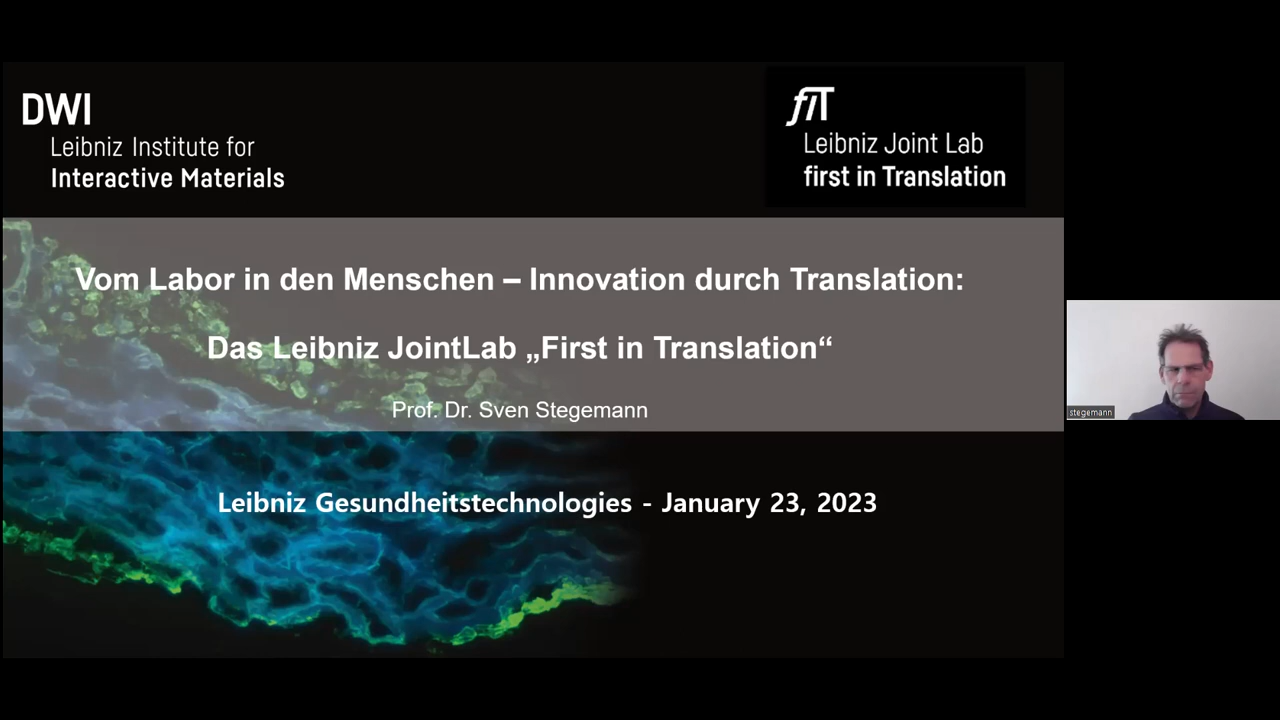 DWI
Leibniz Institute for
Interactive Materials
fiT
Leibniz Joint Lab
first in Translation
Vom Labor in den Menschen – Innovation durch Translation:
Das Leibniz JointLab „First in Translation“
Prof. Dr. Sven Stegemann
Leibniz Gesundheitstechnologies - January 23, 2023
stegemann